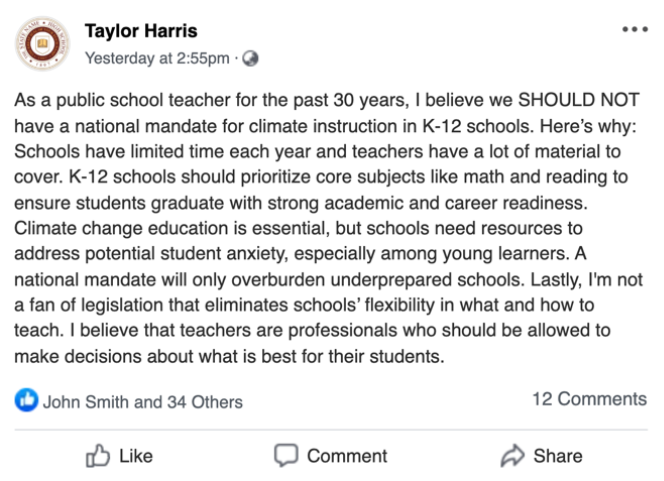 Taylor Harris
Yesterday at 2:55pm ·
As a public school teacher for the past 30 years, I believe we SHOULD NOT
have a national mandate for climate instruction in K-12 schools. Here’s why:
Schools have limited time each year and teachers have a lot of material to
cover. K-12 schools should prioritize core subjects like math and reading to
ensure students graduate with strong academic and career readiness.
Climate change education is essential, but schools need resources to
address potential student anxiety, especially among young learners. A
national mandate will only overburden underprepared schools. Lastly, I'm not
a fan of legislation that eliminates schools’ flexibility in what and how to
teach. I believe that teachers are professionals who should be allowed to
make decisions about what is best for their students.
John Smith and 34 Others
12 Comments
Like
Comment
Share